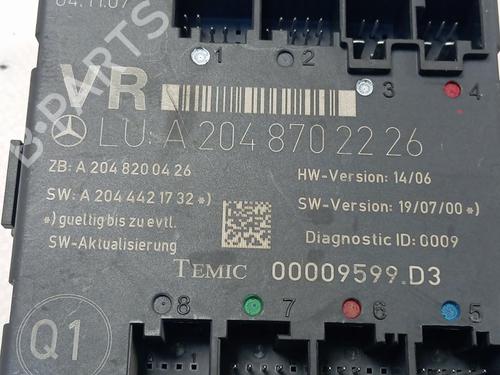 04.11.07
1 2 3 4
VR
LU: A 204 870 22 26
ZB: A 204 820 04 26
HW-Version: 14/06
SW: A 204 442 17 32 *)
SW-Version: 19/07/00 *)
*) gueltig bis zu evtl.
SW-Aktualisierung
Diagnostic ID: 0009
TEMIC 00009599.D3
8 7 6 5
Q1
B-PARTS